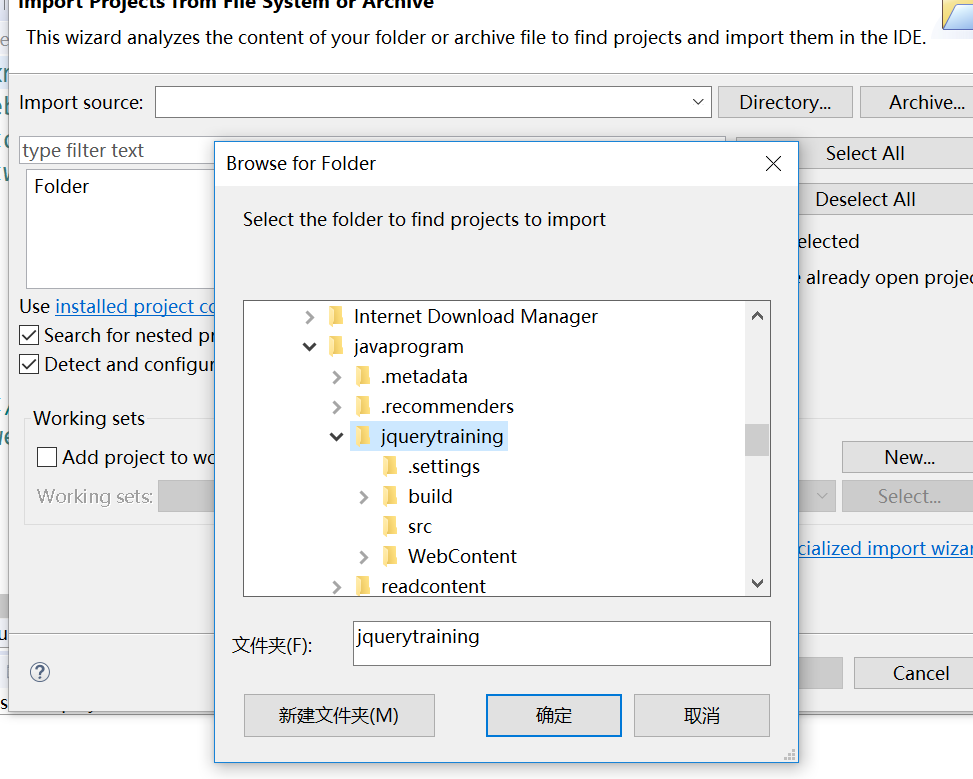 Import Projects from File System or Archive
This wizard analyzes the content of your folder or archive file to find projects and import them in the IDE.
Import source:
Directory...
Archive...
type filter text
Select All
Folder
Deselect All
elected
already open projec
Use installed project co
Search for nested pr
Detect and configur
Working sets
Add project to wo
New...
Working sets:
Select...
cialized import wizar
Cancel
Browse for Folder
Select the folder to find projects to import
Internet Download Manager
javaprogram
.metadata
.recommenders
jquerytraining
.settings
build
src
WebContent
readcontent
文件夹(F):
jquerytraining
新建文件夹(M)
确定
取消